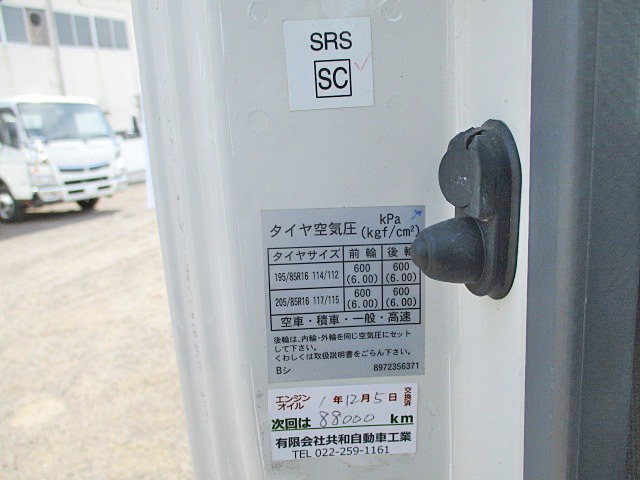 SRS
SC
タイヤ空気圧 kPa (kgf/cm²)
タイヤサイズ 前輪 後輪
195/85R16 114/112 600 (6.00) 600 (6.00)
205/85R16 117/115 600 (6.00) 600 (6.00)
空車・積車・一般・高速
後輪は、内輪・外輪を同じ空気圧にセット
して下さい。
くわしくは取扱説明書をごらん下さい。
Bシ 8972356371
エンジンオイル 1年12月5日 交換済
次回は 88000 km
有限会社共和自動車工業
TEL 022-259-1161